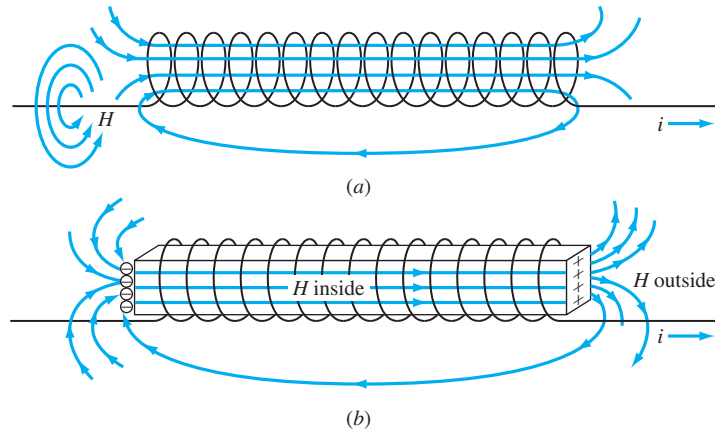 H
i
(a)
− + 
− +
− +
− +
H inside
H outside
i
(b)